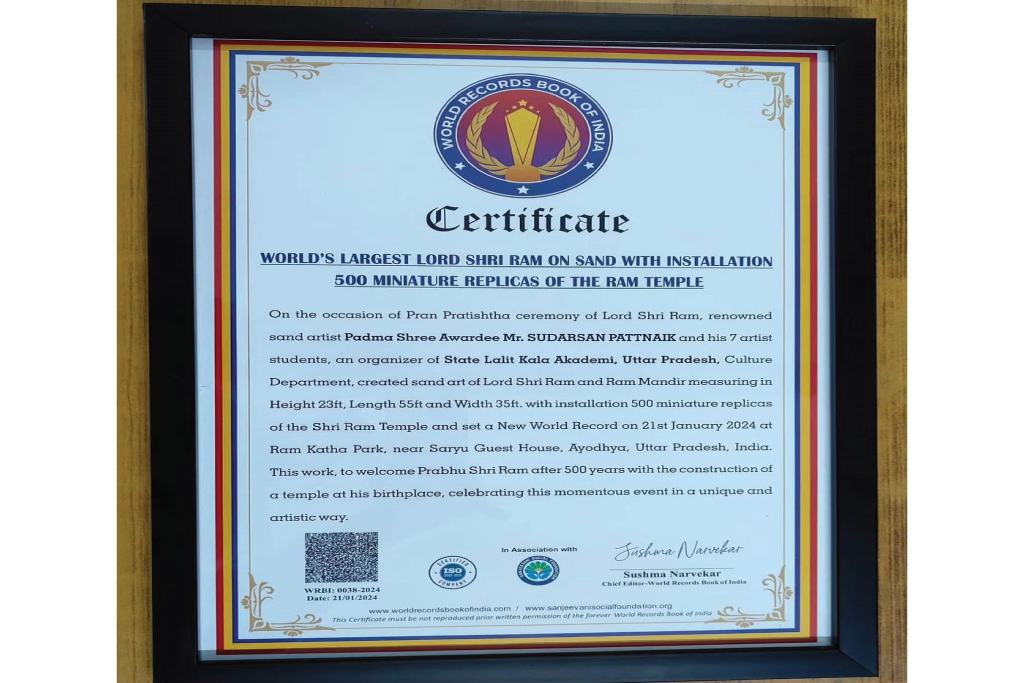 WORLD RECORDS BOOK OF INDIA
Certificate
WORLD'S LARGEST LORD SHRI RAM ON SAND WITH INSTALLATION
500 MINIATURE REPLICAS OF THE RAM TEMPLE
On the occasion of Pran Pratishtha ceremony of Lord Shri Ram, renowned
sand artist Padma Shree Awardee Mr. SUDARSAN PATTNAIK and his 7 artist
students, an organizer of State Lalit Kala Akademi, Uttar Pradesh, Culture
Department, created sand art of Lord Shri Ram and Ram Mandir measuring in
Height 23ft, Length 55ft and Width 35ft. with installation 500 miniature replicas
of the Shri Ram Temple and set a New World Record on 21st January 2024 at
Ram Katha Park, near Saryu Guest House, Ayodhya, Uttar Pradesh, India.
This work, to welcome Prabhu Shri Ram after 500 years with the construction of
a temple at his birthplace, celebrating this momentous event in a unique and
artistic way.
WRBI: 0038-2024
Date: 21/01/2024
CERTIFIED
ISO
COMPANY
In Association with
Sushma Narvekar
Sushma Narvekar
Chief Editor-World Records Book of India
www.worldrecordsbookofindia.com / www.sanjeevanisocialfoundation.org
This Certificate must be not reproduced prior written permission of the forever World Records Book of India